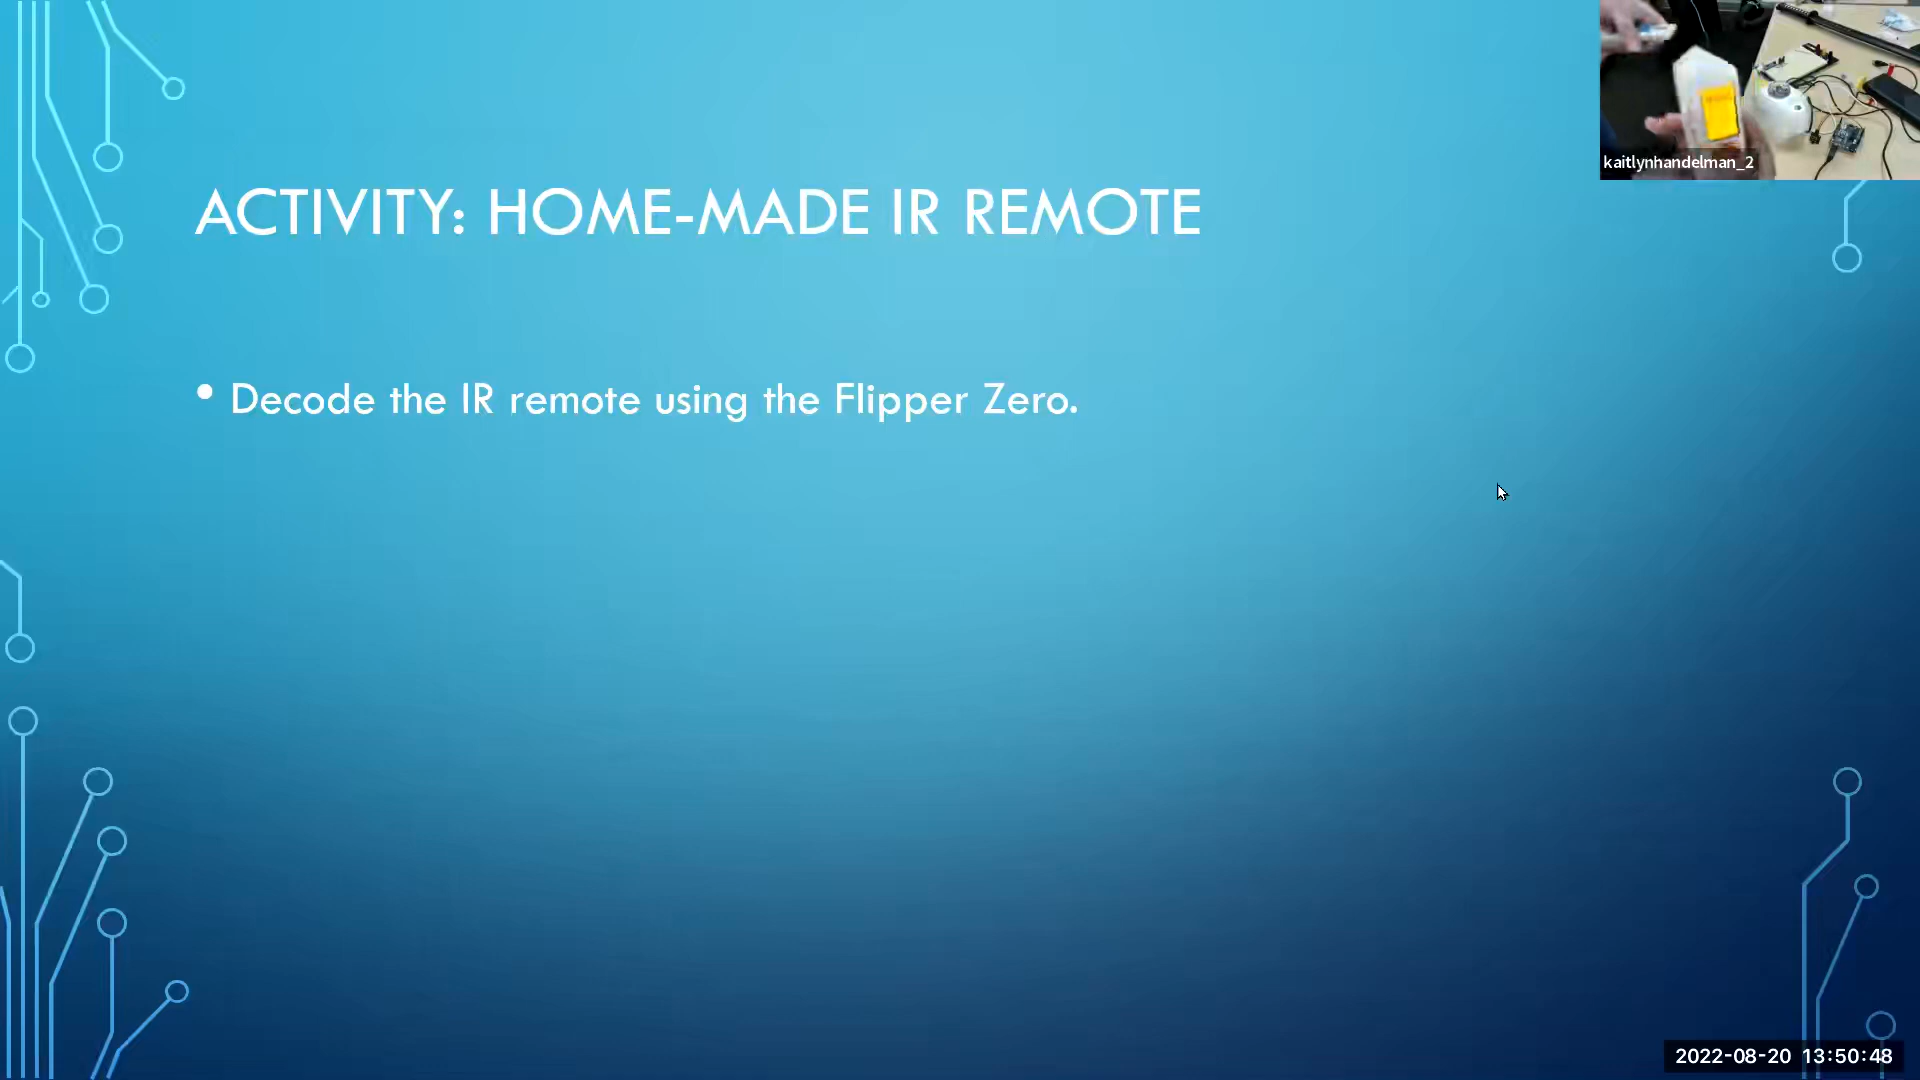 kaitlynhandelman_2
ACTIVITY: HOME-MADE IR REMOTE
• Decode the IR remote using the Flipper Zero.
2022-08-20 13:50:48